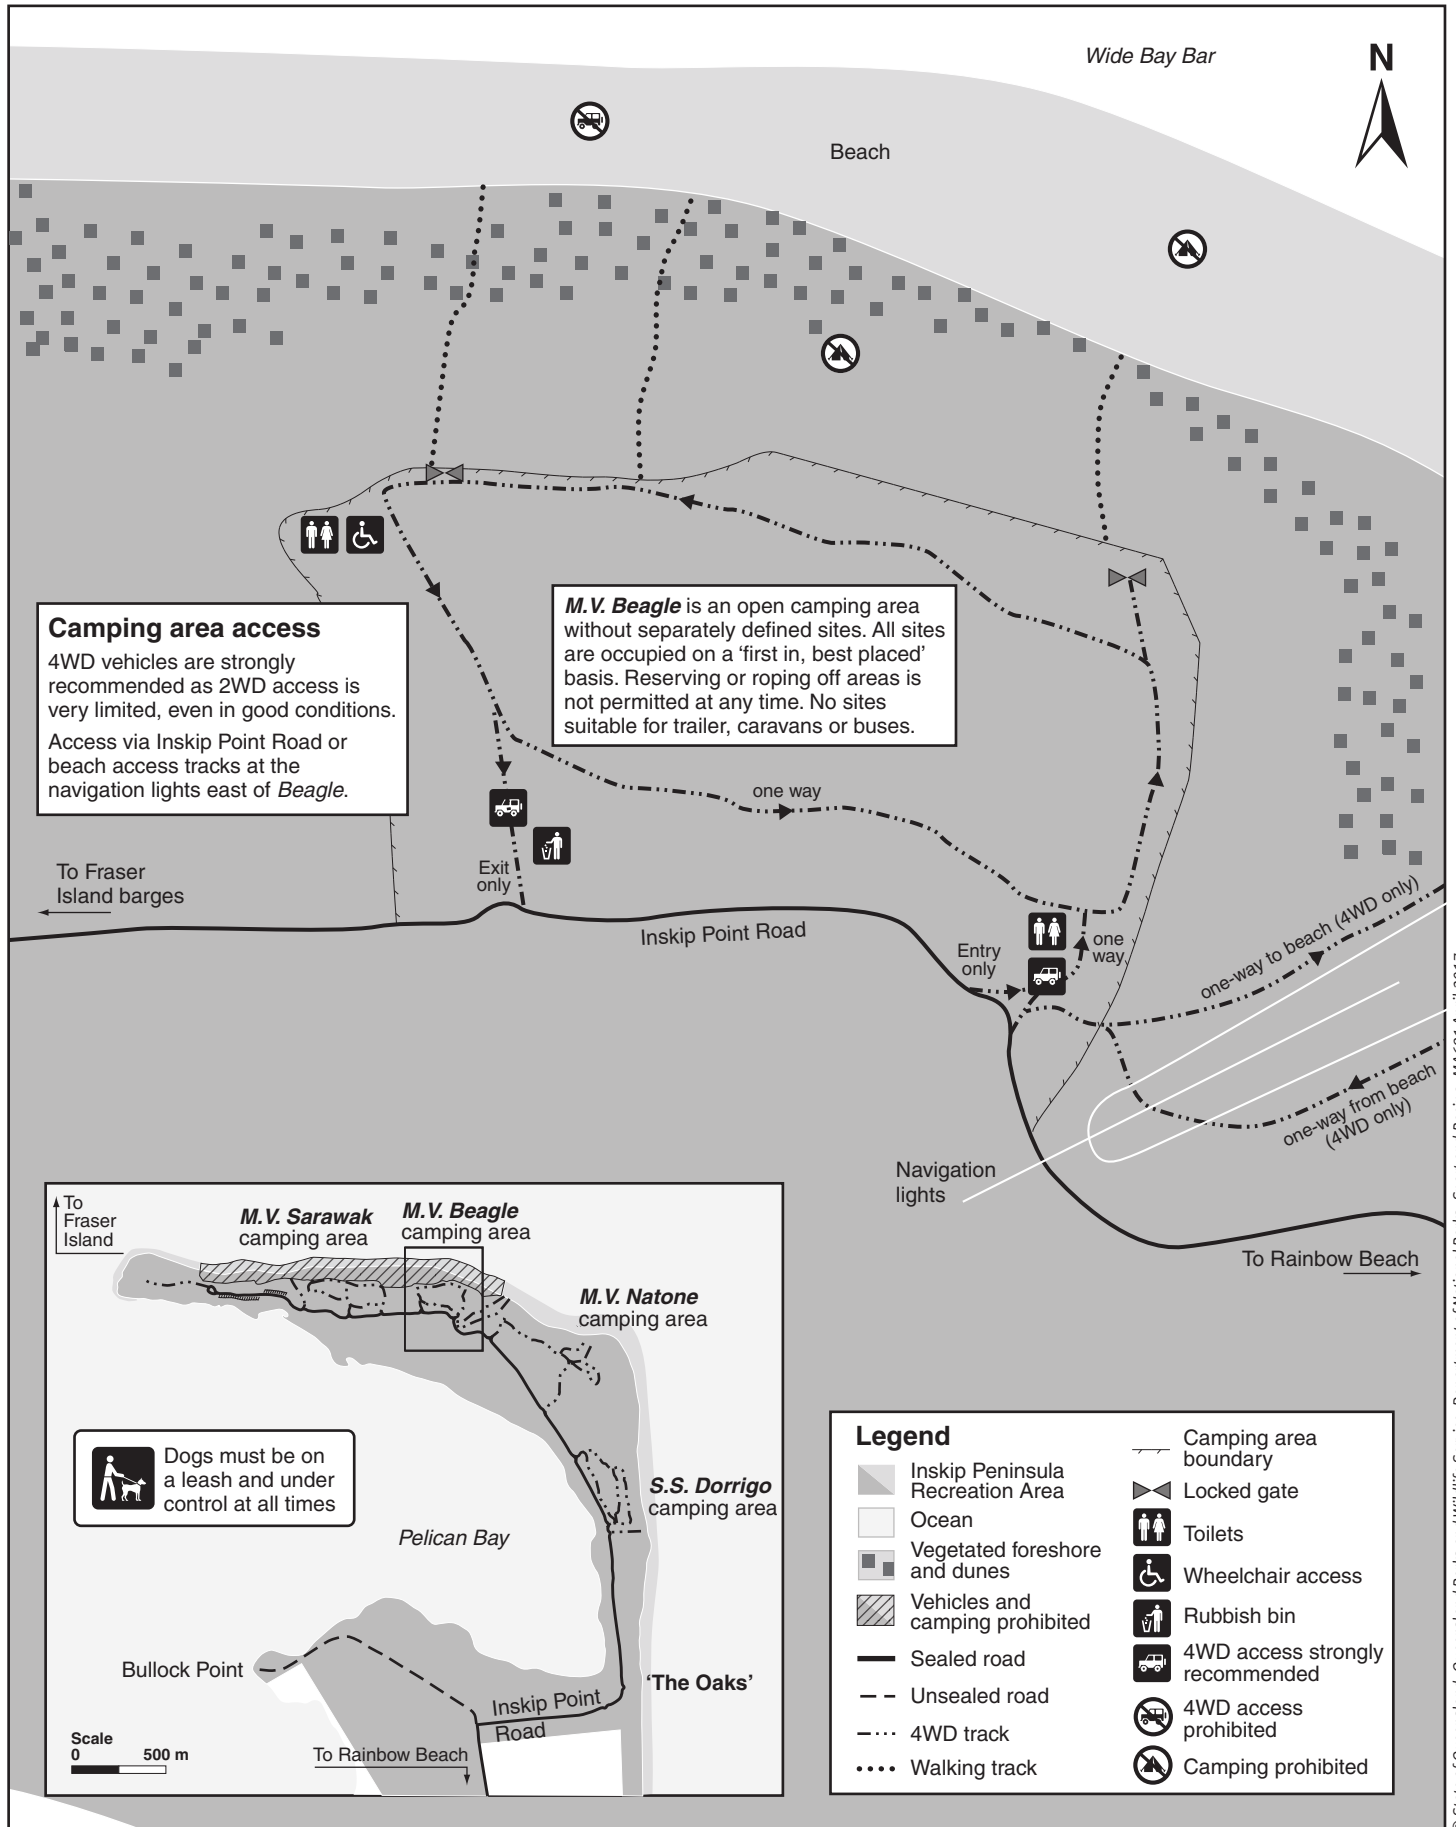 Wide Bay Bar
N
Beach
Camping area access
4WD vehicles are strongly
recommended as 2WD access is
very limited, even in good conditions.
Access via Inskip Point Road or
beach access tracks at the
navigation lights east of Beagle.
M.V. Beagle is an open camping area
without separately defined sites. All sites
are occupied on a ‘first in, best placed’
basis. Reserving or roping off areas is
not permitted at any time. No sites
suitable for trailer, caravans or buses.
one way
To Fraser
Island barges
Exit
only
Inskip Point Road
Entry
only
one
way
one-way to beach (4WD only)
one-way from beach
(4WD only)
Navigation
lights
To Rainbow Beach
To
Fraser
Island
M.V. Sarawak
camping area
M.V. Beagle
camping area
M.V. Natone
camping area
Dogs must be on
a leash and under
control at all times
S.S. Dorrigo
camping area
Pelican Bay
Bullock Point
‘The Oaks’
Inskip Point
Road
Scale
0 500 m
To Rainbow Beach
Legend
Inskip Peninsula
Recreation Area
Ocean
Vegetated foreshore
and dunes
Vehicles and
camping prohibited
Sealed road
Unsealed road
4WD track
Walking track
Camping area
boundary
Locked gate
Toilets
Wheelchair access
Rubbish bin
4WD access strongly
recommended
4WD access
prohibited
Camping prohibited